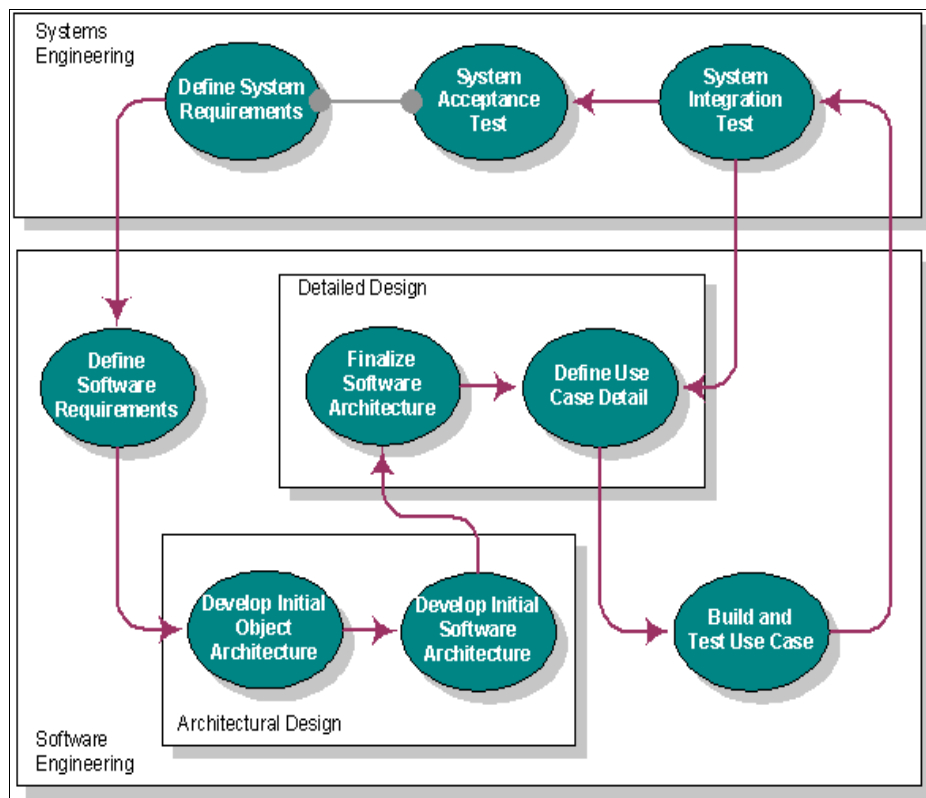 Systems
Engineering
Define System
Requirements
System
Acceptance
Test
System
Integration
Test
Detailed Design
Define
Software
Requirements
Finalize
Software
Architecture
Define Use
Case Detail
Develop Initial
Object
Architecture
Develop Initial
Software
Architecture
Build and
Test Use Case
Architectural Design
Software
Engineering